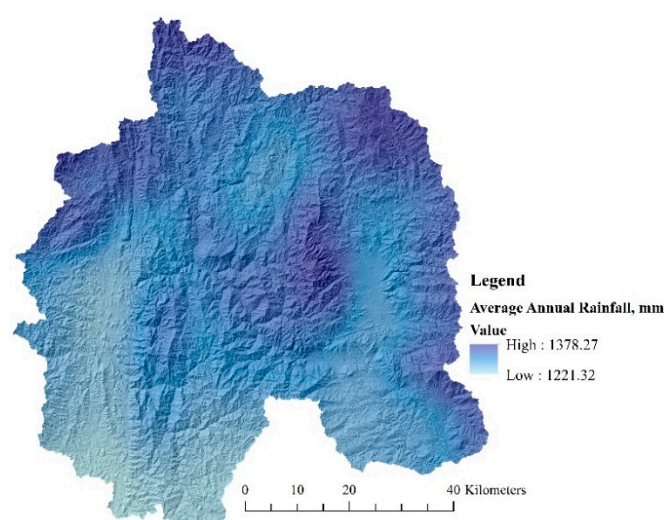 Legend
Average Annual Rainfall, mm
Value
High : 1378.27
Low : 1221.32
0 10 20 40 Kilometers